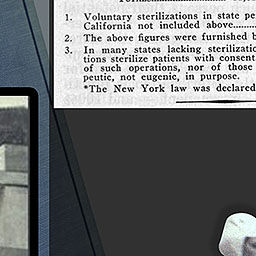 1. Voluntary sterilizations in state
California not included above
2. The above figures were furnished
3. In many states lacking
tions sterilize patients with consent
of such operations, nor of those
peutic, not eugenic, in purpose.
*The New York law was declared